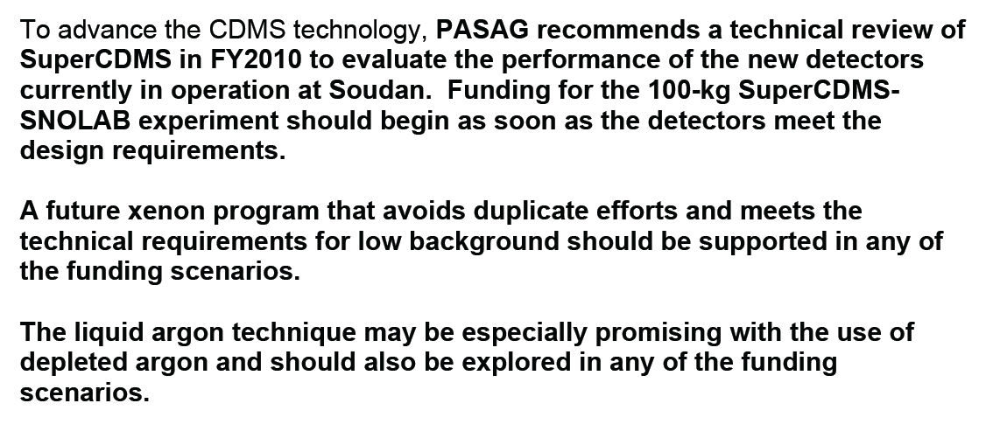 To advance the CDMS technology, PASAG recommends a technical review of
SuperCDMS in FY2010 to evaluate the performance of the new detectors
currently in operation at Soudan.  Funding for the 100-kg SuperCDMS-
SNOLAB experiment should begin as soon as the detectors meet the
design requirements.
A future xenon program that avoids duplicate efforts and meets the
technical requirements for low background should be supported in any of
the funding scenarios.
The liquid argon technique may be especially promising with the use of
depleted argon and should also be explored in any of the funding
scenarios.